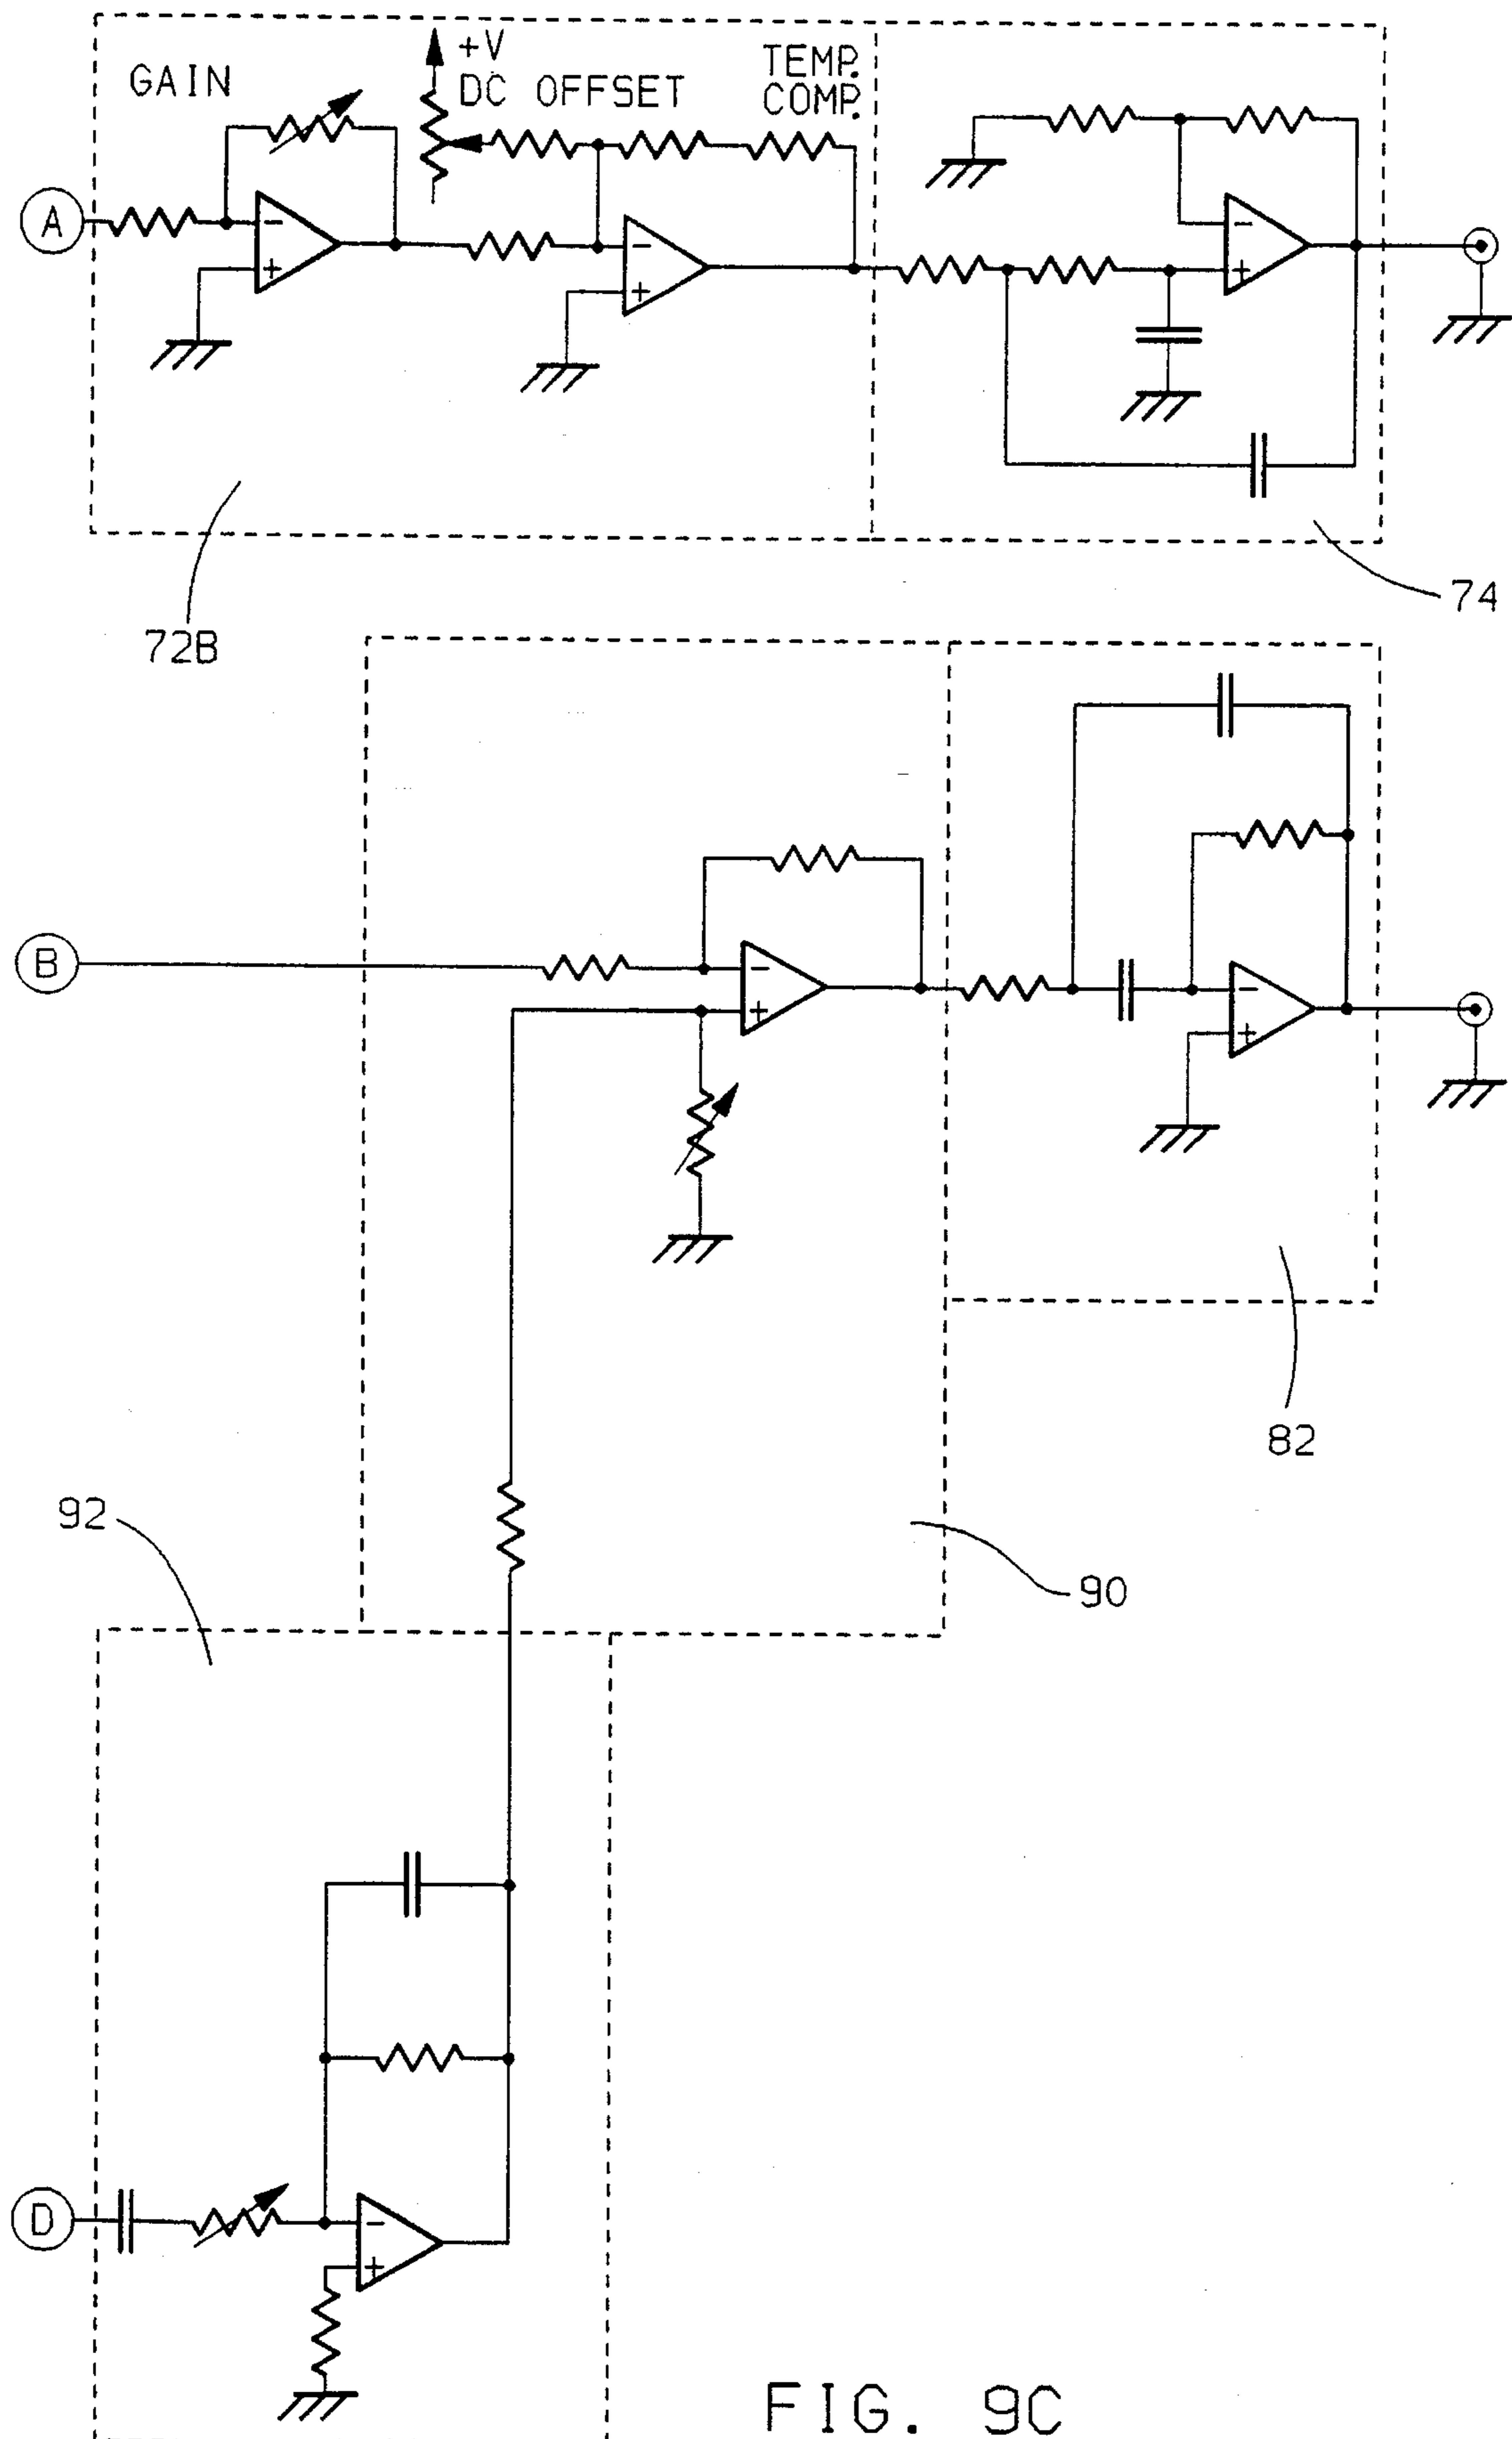 GAIN
+V
DC OFFSET
TEMP.
COMP.
A
-
+
-
+
-
+
72B
74
B
-
+
-
+
82
92
90
D
-
+
FIG. 9C